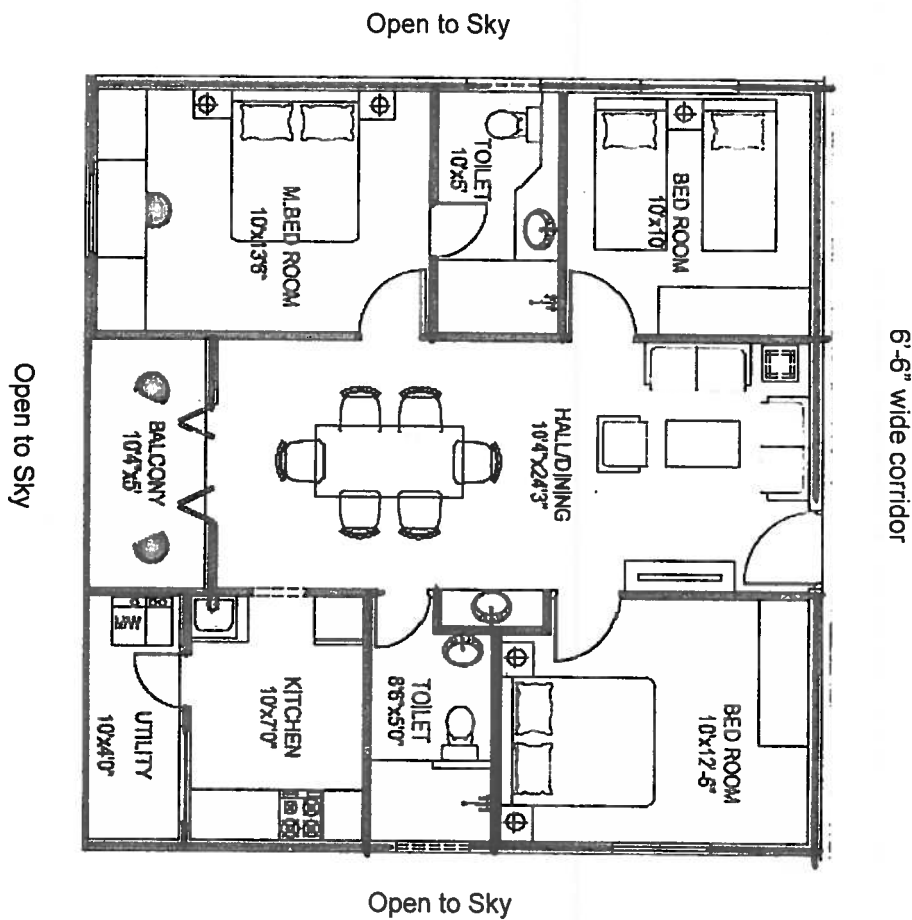 Open to Sky
TOILET
10'x5'
BED ROOM
10'x10'
M.BED ROOM
10'x13'6"
6'-6" wide corridor
Open to Sky
BALCONY
10'4"x5'
HALL/DINING
10'4"x24'3"
WM
UTILITY
10'x4'0"
KITCHEN
10'x7'0"
TOILET
8'6"x5'0"
BED ROOM
10'x12'-6"
Open to Sky